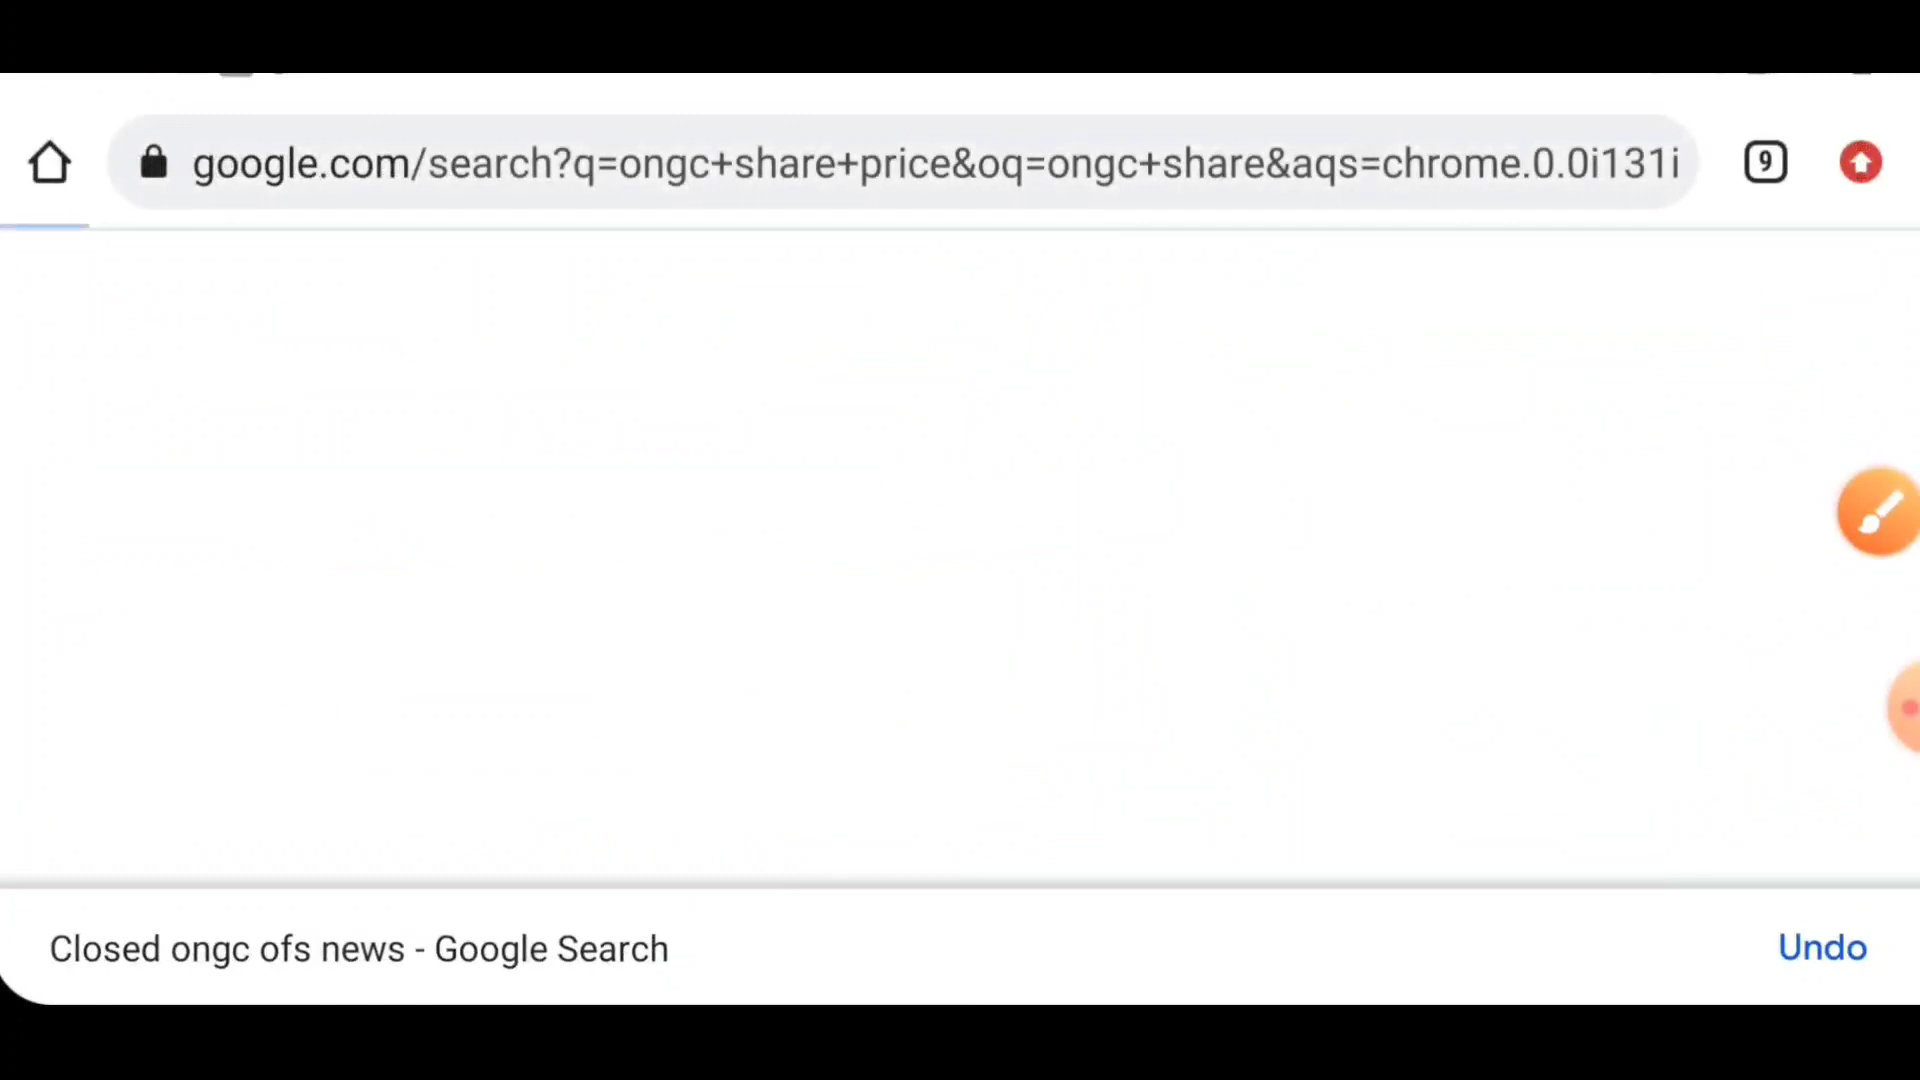 google.com/search?q=ongc+share+price&oq=ongc+share&aqs=chrome.0.0i131i
9
Closed ongc ofs news - Google Search
Undo